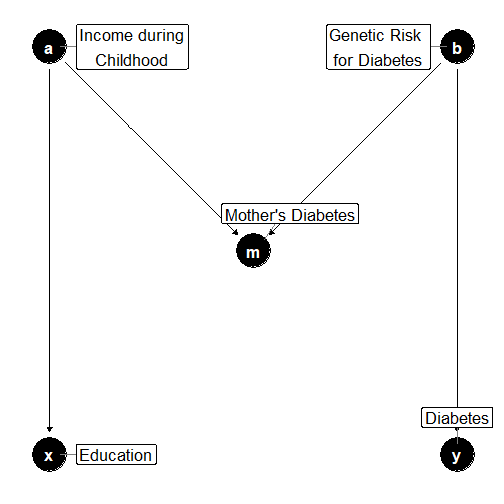 a
Income during
Childhood
Genetic Risk
for Diabetes
b
Mother's Diabetes
m
Diabetes
x
Education
y